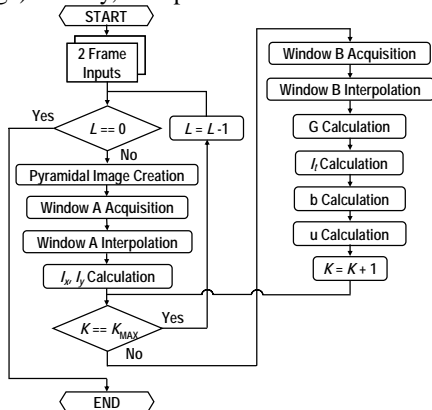 START
2 Frame
Inputs
Yes
L == 0
L = L -1
No
Pyramidal Image Creation
Window A Acquisition
Window A Interpolation
Ix, Iy Calculation
K == KMAX
Yes
No
END
Window B Acquisition
Window B Interpolation
G Calculation
It Calculation
b Calculation
u Calculation
K = K + 1